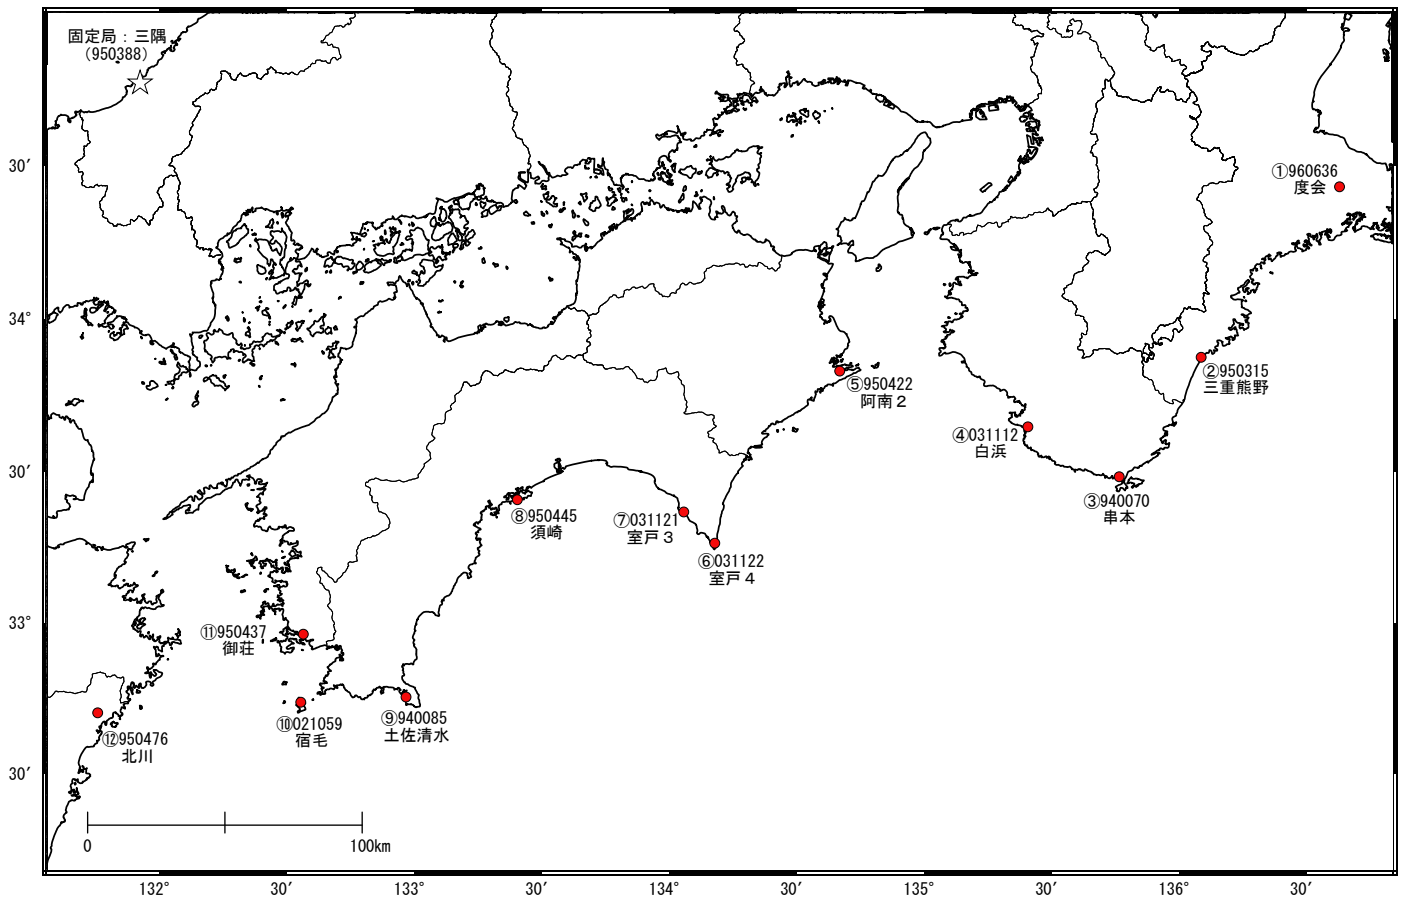 固定局：三隅
（950388）
30′
①960636
度会
34°
②950315
三重熊野
⑤950422
阿南２
④031112
白浜
30′
③940070
串本
⑧950445
須崎
⑦031121
室戸３
⑥031122
室戸４
33°
⑪950437
御荘
⑩021059
宿毛
⑨940085
土佐清水
⑫950476
北川
30′
0
100km
132°
30′
133°
30′
134°
30′
135°
30′
136°
30′